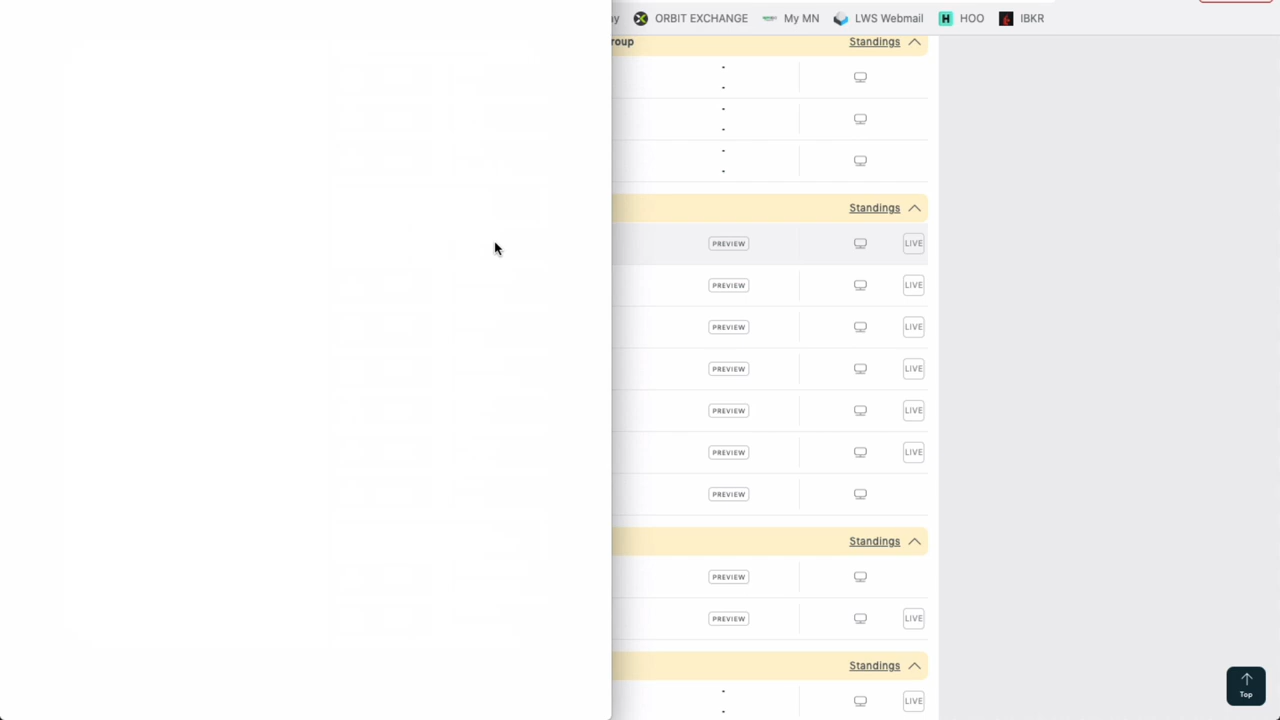 ORBIT EXCHANGE My MN LWS Webmail H HOO IBKR
Standings
Standings
PREVIEW LIVE
PREVIEW LIVE
PREVIEW LIVE
PREVIEW LIVE
PREVIEW LIVE
PREVIEW LIVE
PREVIEW
Standings
PREVIEW
PREVIEW LIVE
Standings
LIVE
Top